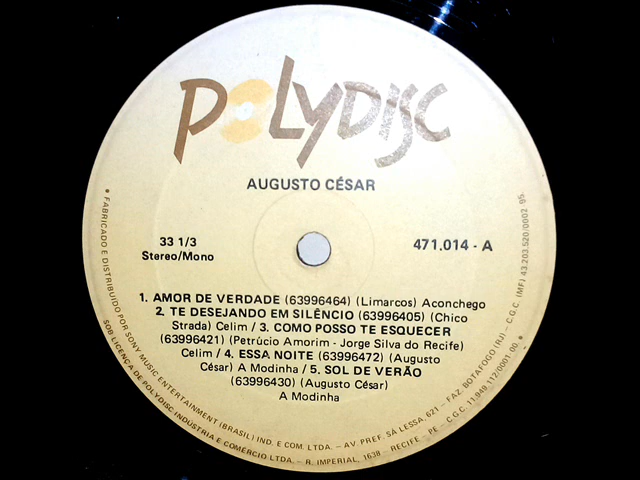 POLYDISC
AUGUSTO CÉSAR
33 1/3
Stereo/Mono
471.014 - A
1. AMOR DE VERDADE (63996464) (Limarcos) Aconchego
2. TE DESEJANDO EM SILÊNCIO (63996405) (Chico
Strada) Celim / 3. COMO POSSO TE ESQUECER
(63996421) (Petrúcio Amorim - Jorge Silva do Recife)
Celim / 4. ESSA NOITE (63996472) (Augusto
César) A Modinha / 5. SOL DE VERÃO
(63996430) (Augusto César)
A Modinha
• FABRICADO E DISTRIBUIDO POR SONY MUSIC ENTERTAINMENT (BRASIL) IND. E COM. LTDA. – AV. PREF. SÁ LESSA, 621 – FAZ. BOTAFOGO (RJ) – C.G.C. (MF) 43.203.520/0002
SOB LICENÇA DE POLYDISC INDÚSTRIA E COMÉRCIO LTDA. – R. IMPERIAL, 1638 – RECIFE – PE – C.G.C. 11.949.112/0001 00. •